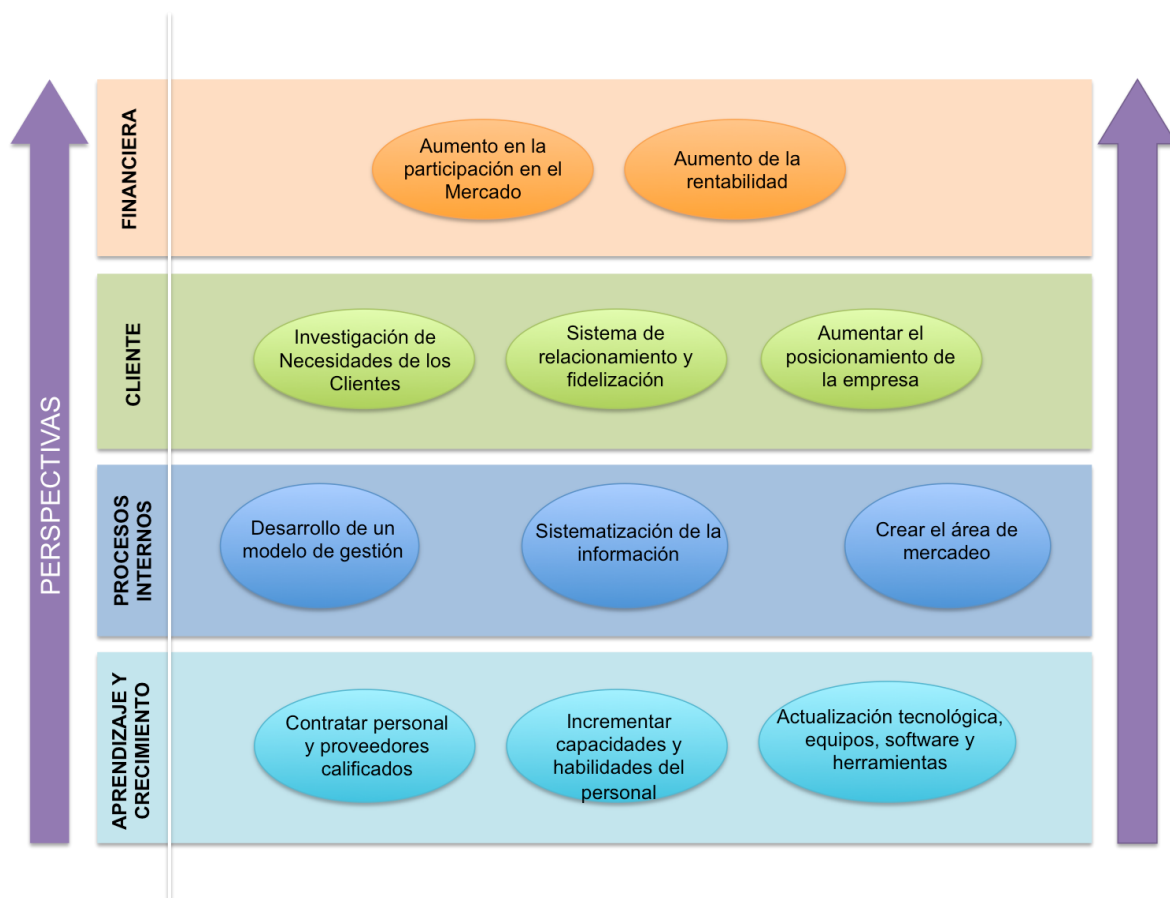 PERSPECTIVAS
FINANCIERA
Aumento en la
participación en el
Mercado
Aumento de la
rentabilidad
CLIENTE
Investigación de
Necesidades de los
Clientes
Sistema de
relacionamiento y
fidelización
Aumentar el
posicionamiento de
la empresa
PROCESOS
INTERNOS
Desarrollo de un
modelo de gestión
Sistematización de la
información
Crear el área de
mercadeo
APRENDIZAJE Y
CRECIMIENTO
Contratar personal
y proveedores
calificados
Incrementar
capacidades y
habilidades del
personal
Actualización tecnológica,
equipos, software y
herramientas